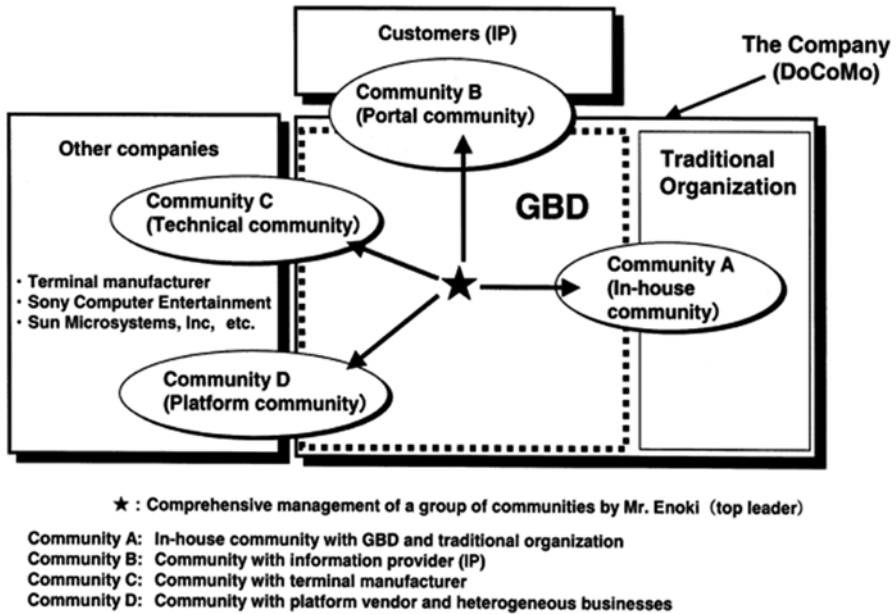 Customers (IP)
The Company
(DoCoMo)
Community B
(Portal community)
Other companies
Traditional
Organization
Community C
(Technical community)
GBD
· Terminal manufacturer
· Sony Computer Entertainment
· Sun Microsystems, Inc, etc.
Community A
(In-house
community)
Community D
(Platform community)
★ : Comprehensive management of a group of communities by Mr. Enoki (top leader)
Community A: In-house community with GBD and traditional organization
Community B: Community with information provider (IP)
Community C: Community with terminal manufacturer
Community D: Community with platform vendor and heterogeneous businesses